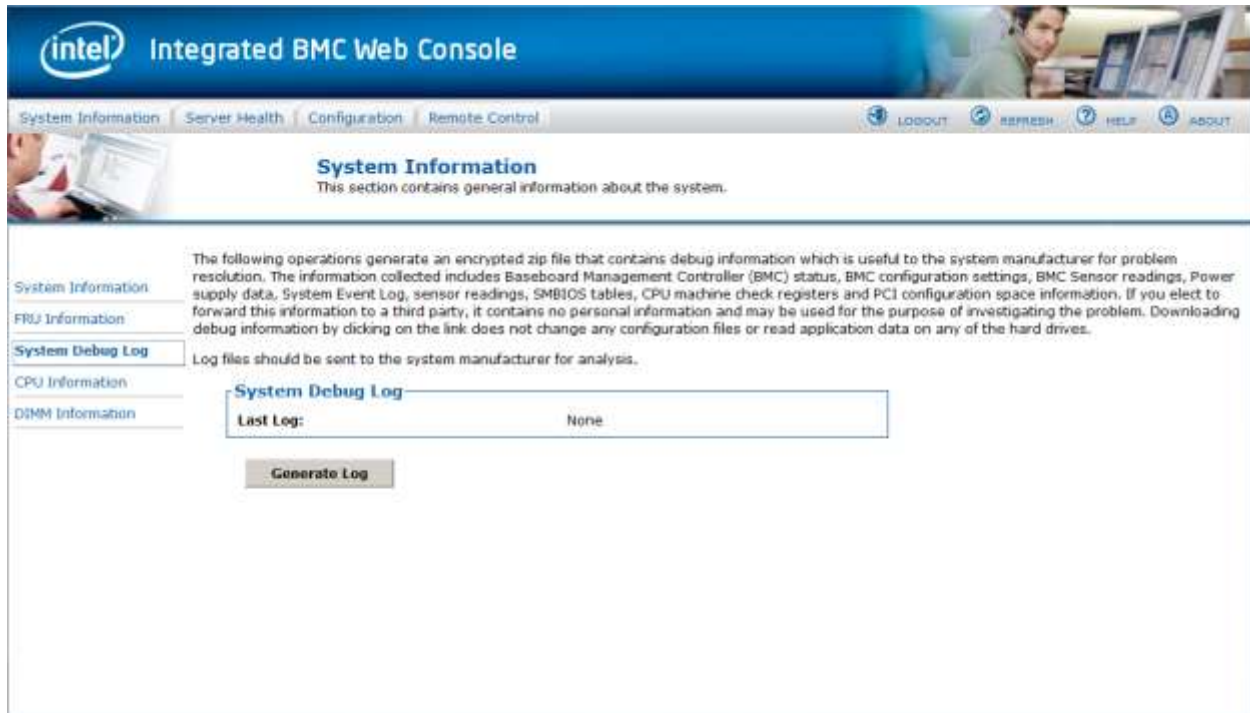 intel Integrated BMC Web Console
System Information Server Health Configuration Remote Control LOGOUT REFRESH HELP ABOUT
System Information
This section contains general information about the system.
System Information
FRU Information
System Debug Log
CPU Information
DIMM Information
The following operations generate an encrypted zip file that contains debug information which is useful to the system manufacturer for problem
resolution. The information collected includes Baseboard Management Controller (BMC) status, BMC configuration settings, BMC Sensor readings, Power
supply data, System Event Log, sensor readings, SMBIOS tables, CPU machine check registers and PCI configuration space information. If you elect to
forward this information to a third party, it contains no personal information and may be used for the purpose of investigating the problem. Downloading
debug information by clicking on the link does not change any configuration files or read application data on any of the hard drives.
Log files should be sent to the system manufacturer for analysis.
System Debug Log
Last Log: None
Generate Log